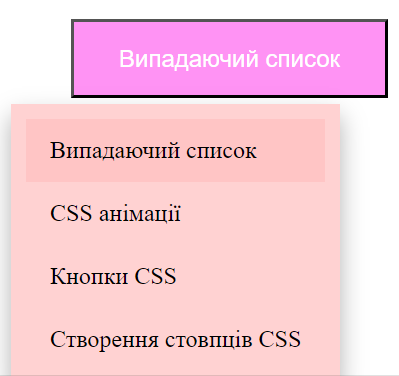 Випадаючий список
Випадаючий список
CSS анімації
Кнопки CSS
Створення стовпців CSS